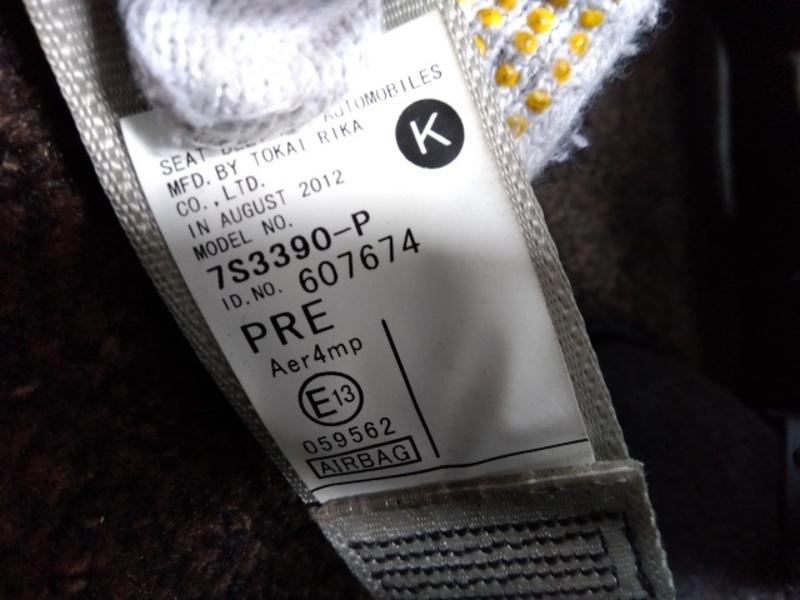 SEAT AUTOMOBILES
K
MFD. BY TOKAI RIKA
CO., LTD.
IN AUGUST 2012
MODEL NO.
7S3390-P
ID. NO. 607674
PRE
Aer4mp
E13
059562
AIRBAG